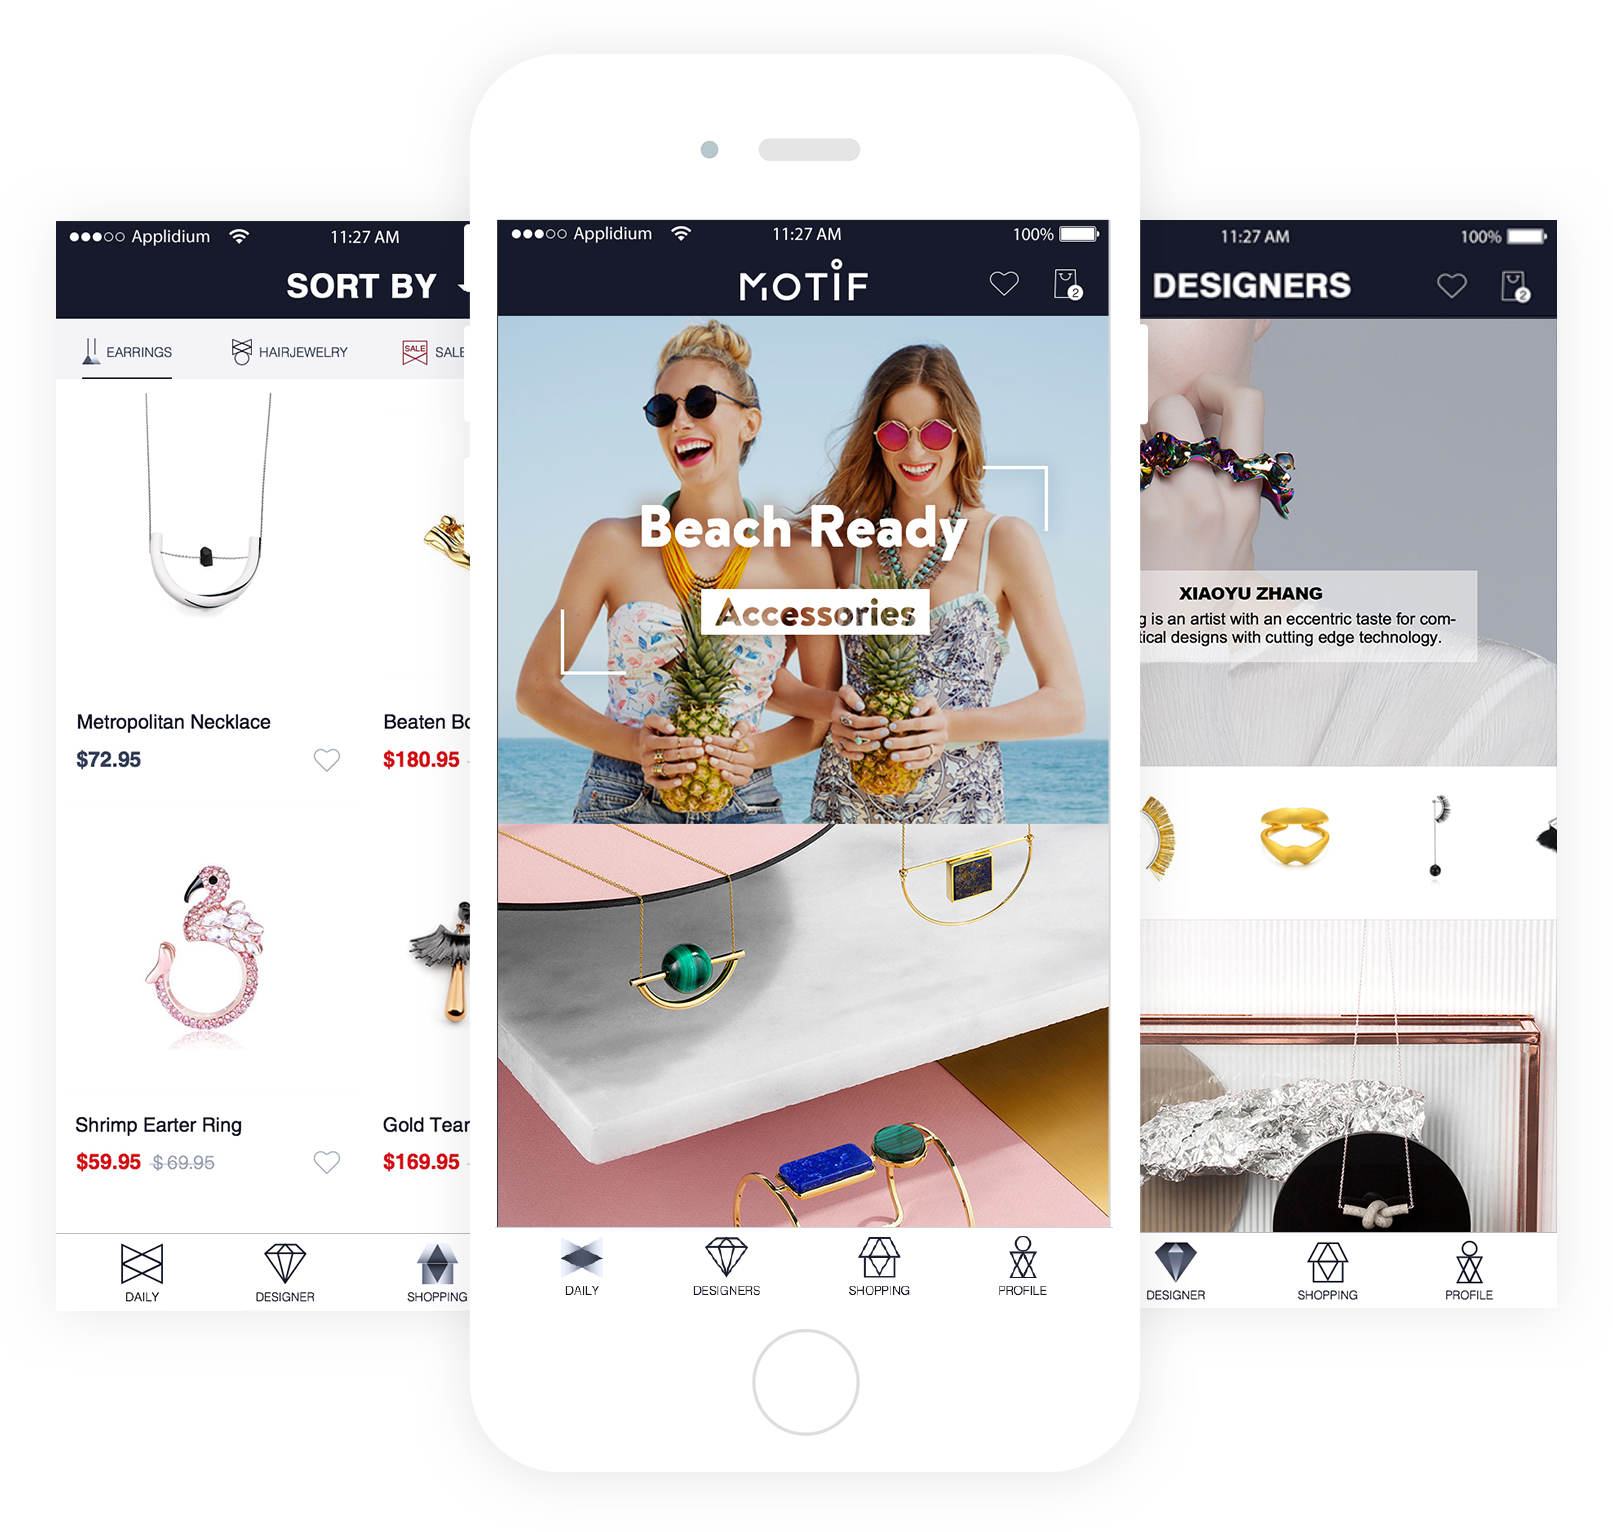 ●●●○○ Applidium 11:27 AM
SORT BY
EARRINGS HAIRJEWELRY SALE SALE
Metropolitan Necklace
$72.95
Beaten
$180.95
Shrimp Earter Ring
$59.95 $ 69.95
Gold
$169.95
DAILY DESIGNER SHOPPING
●●●○○ Applidium 11:27 AM 100%
MOTIF 2
Beach Ready
Accessories
DAILY DESIGNERS SHOPPING PROFILE
11:27 AM 100%
DESIGNERS 2
XIAOYU ZHANG
is an artist with an eccentric taste for com-
designs with cutting edge technology.
DESIGNER SHOPPING PROFILE